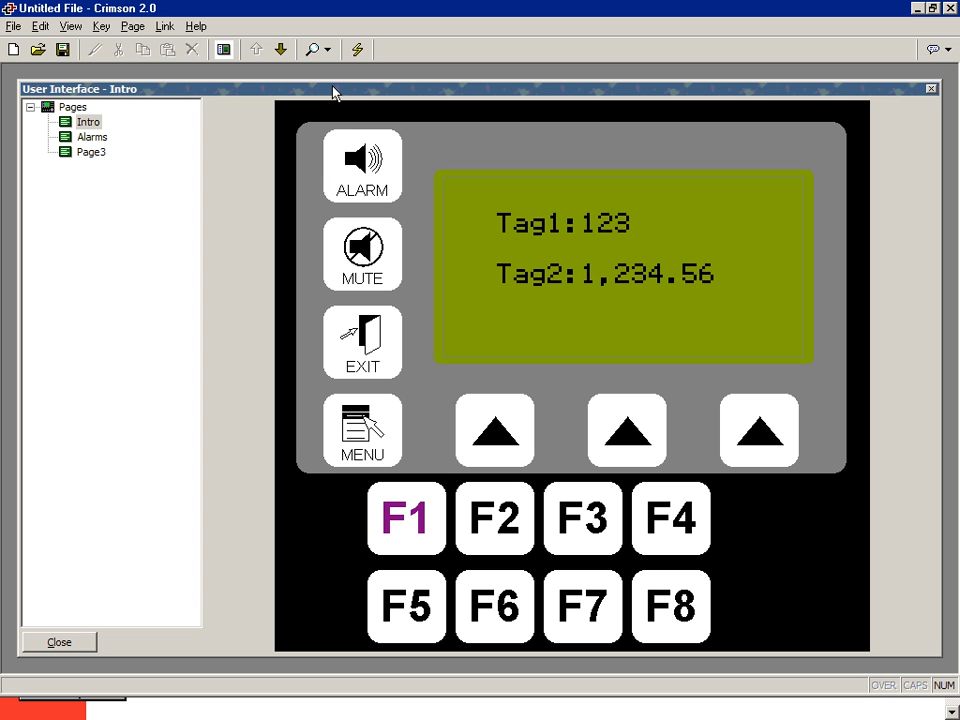 Untitled File - Crimson 2.0
File Edit View Key Page Link Help
User Interface - Intro
Pages
Intro
Alarms
Page3
ALARM
MUTE
EXIT
MENU
Tag1:123
Tag2:1,234.56
F1 F2 F3 F4
F5 F6 F7 F8
Close
OVER CAPS NUM